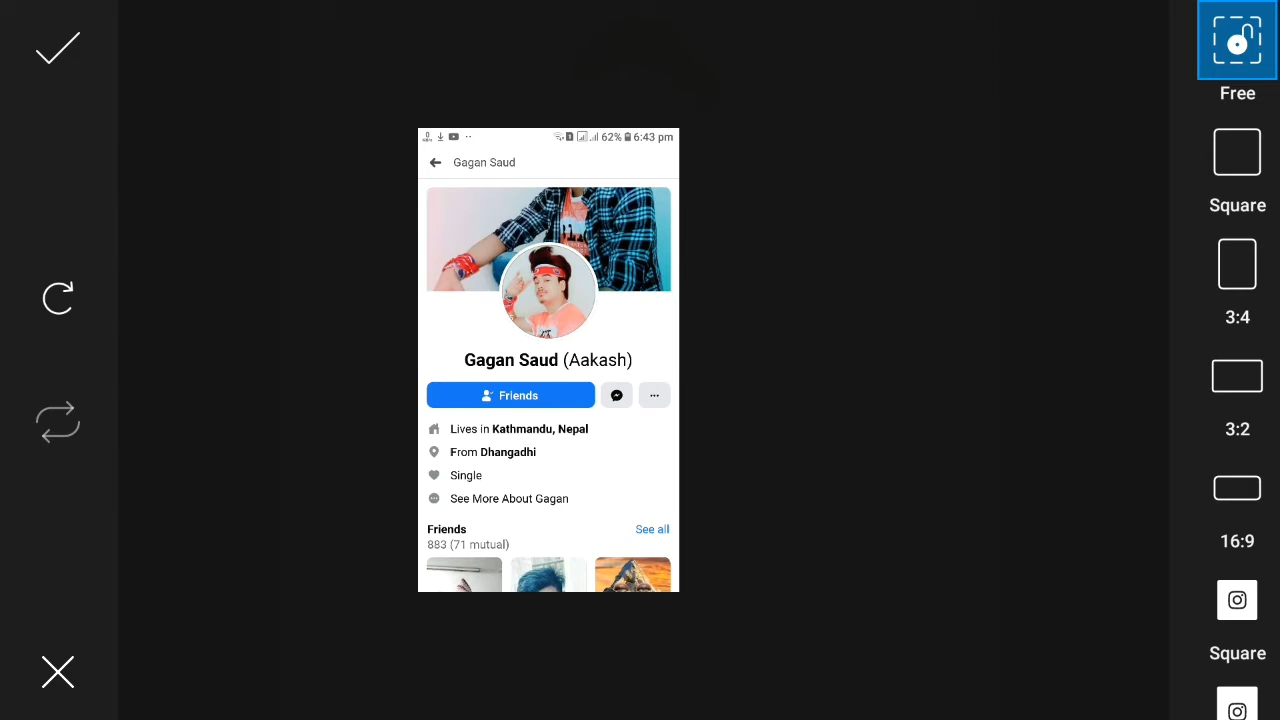 62% 6:43 pm
Gagan Saud
Gagan Saud (Aakash)
Friends
Lives in Kathmandu, Nepal
From Dhangadhi
Single
See More About Gagan
Friends
See all
883 (71 mutual)
Free
Square
3:4
3:2
16:9
Square